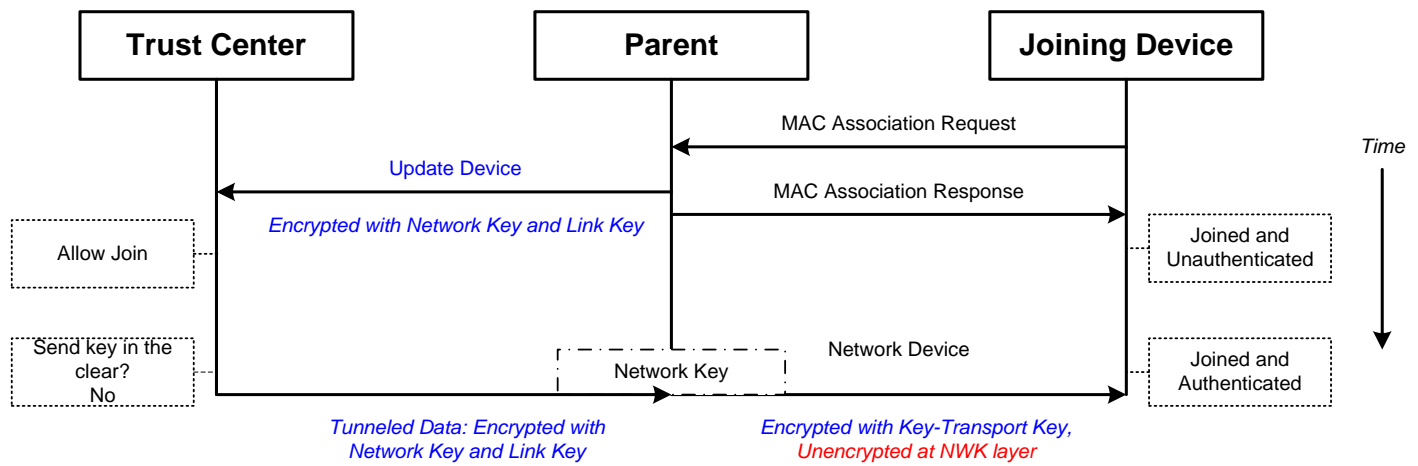 Trust Center
Parent
Joining Device
MAC Association Request
Time
Update Device
MAC Association Response
Encrypted with Network Key and Link Key
Allow Join
Joined and
Unauthenticated
Send key in the
clear?
No
Network Key
Network Device
Joined and
Authenticated
Tunneled Data: Encrypted with
Network Key and Link Key
Encrypted with Key-Transport Key,
Unencrypted at NWK layer